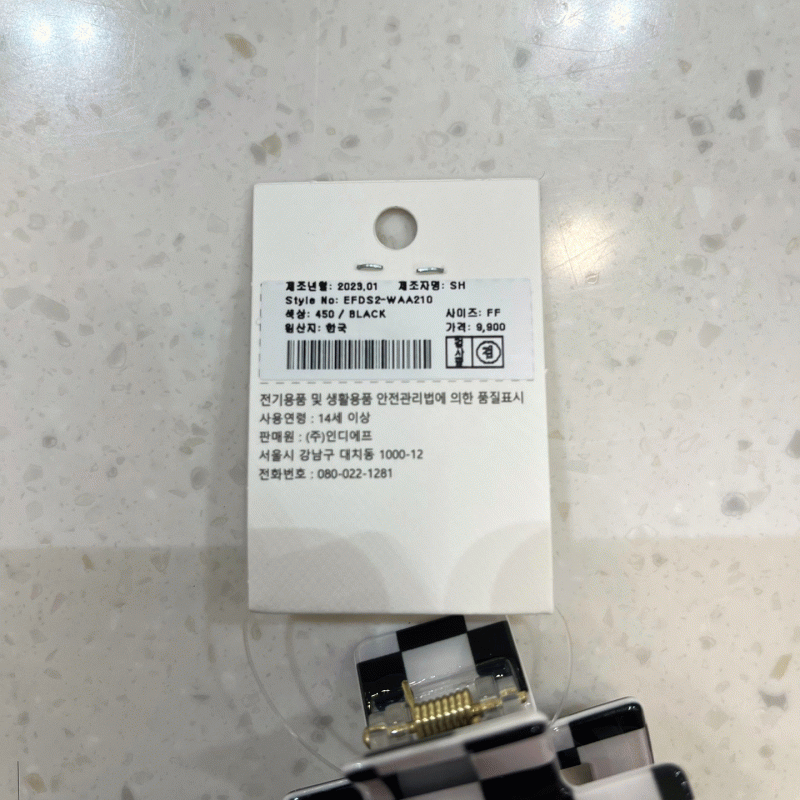 제조년월: 2023.01 제조자명: SH
Style No: EFDS2-WAA210
색상: 450 / BLACK 사이즈: FF
원산지: 한국 가격: 9,900
검사필 검
전기용품 및 생활용품 안전관리법에 의한 품질표시
사용연령 : 14세 이상
판매원 : (주)인디에프
서울시 강남구 대치동 1000-12
전화번호 : 080-022-1281